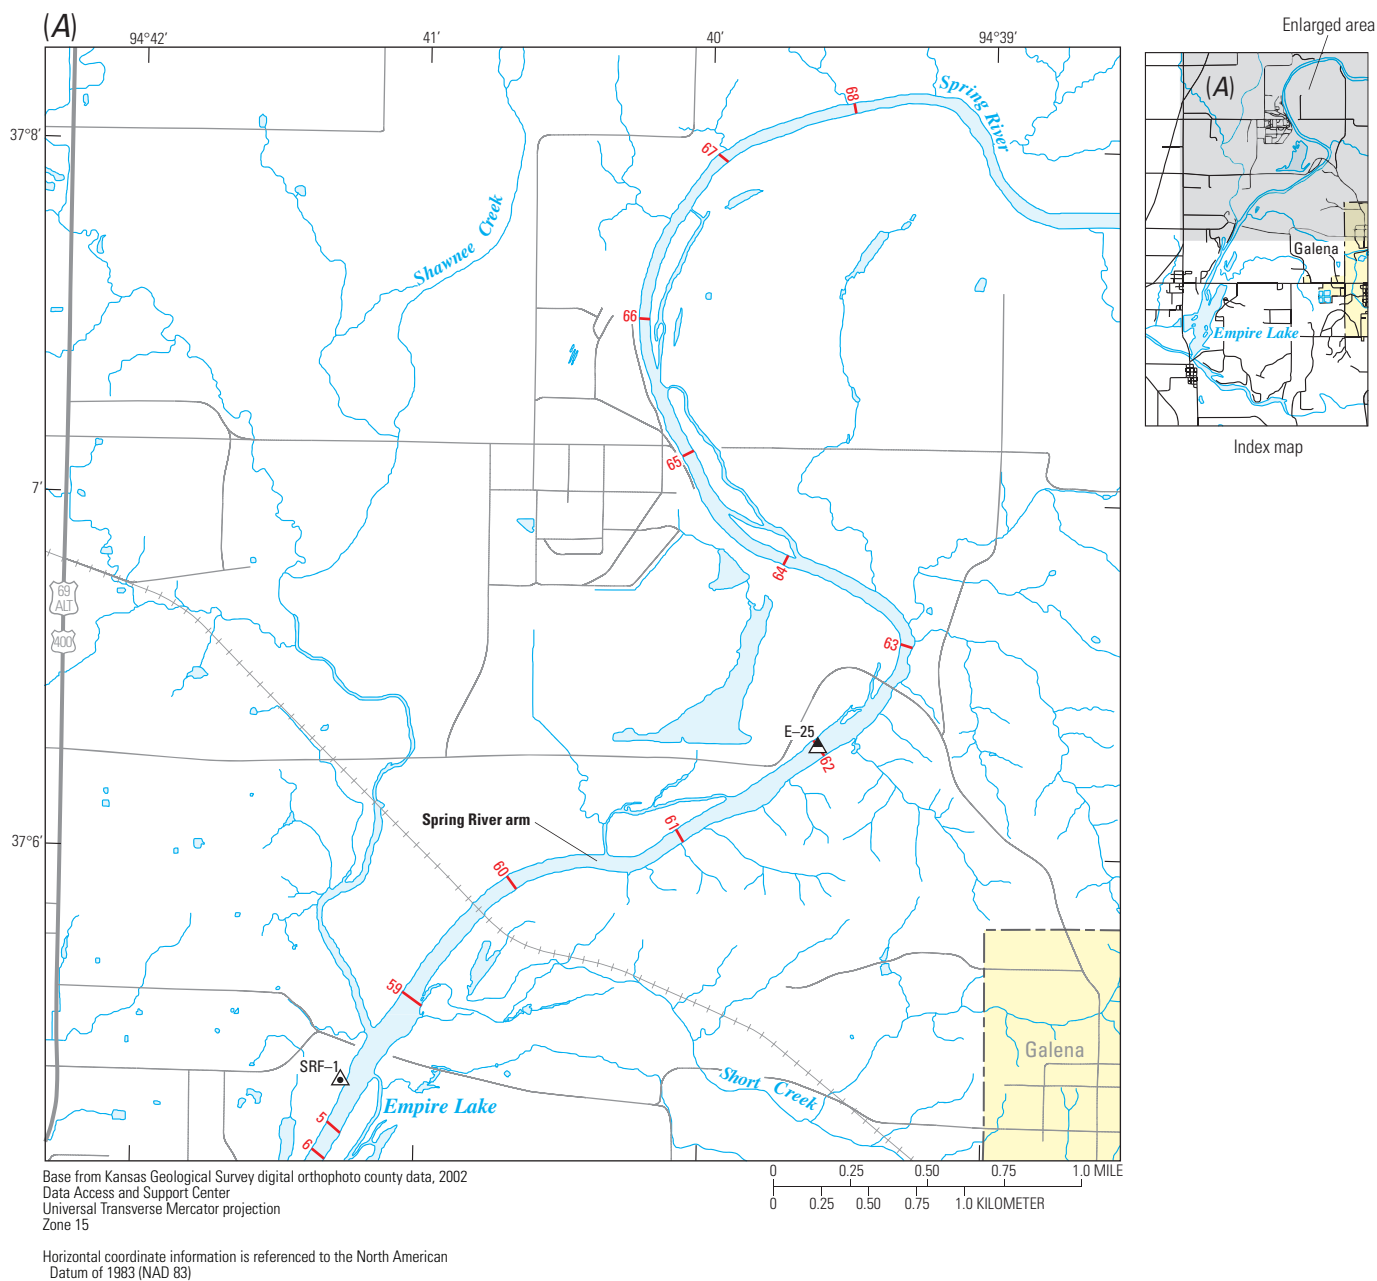 (A)
94°42′
41′
40′
94°39′
Enlarged area
(A)
Galena
Empire Lake
Index map
37°8′
7′
37°6′
Spring River
68
67
66
65
64
63
62
61
60
59
5
6
Shawnee Creek
69
ALT
400
E–25
Spring River arm
SRF–1
Empire Lake
Short Creek
Galena
0 0.25 0.50 0.75 1.0 MILE
0 0.25 0.50 0.75 1.0 KILOMETER
Base from Kansas Geological Survey digital orthophoto county data, 2002
Data Access and Support Center
Universal Transverse Mercator projection
Zone 15
Horizontal coordinate information is referenced to the North American
Datum of 1983 (NAD 83)